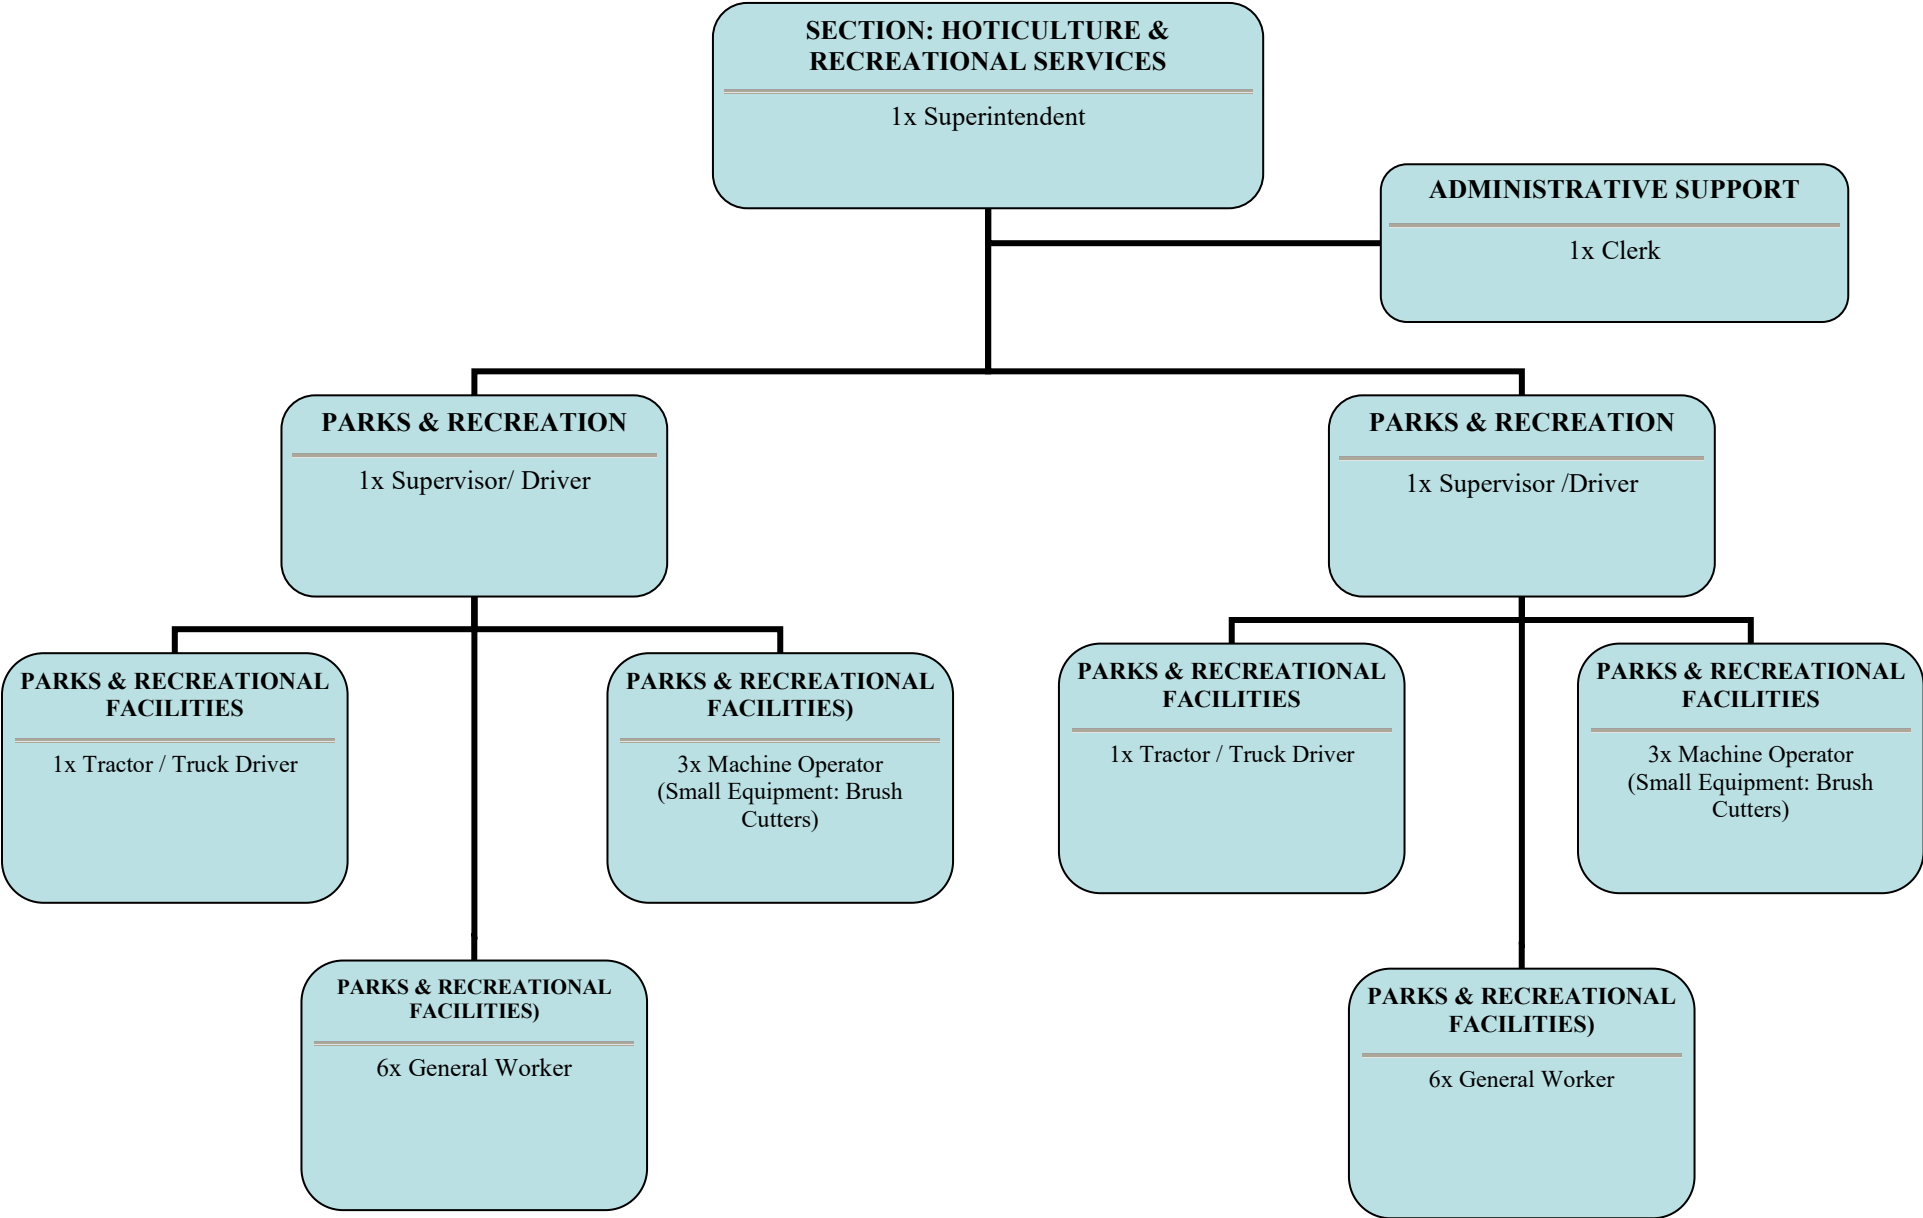 SECTION: HOTICULTURE &
RECREATIONAL SERVICES
1x Superintendent
ADMINISTRATIVE SUPPORT
1x Clerk
PARKS & RECREATION
1x Supervisor/ Driver
PARKS & RECREATION
1x Supervisor /Driver
PARKS & RECREATIONAL
FACILITIES
1x Tractor / Truck Driver
PARKS & RECREATIONAL
FACILITIES)
3x Machine Operator
(Small Equipment: Brush
Cutters)
PARKS & RECREATIONAL
FACILITIES
1x Tractor / Truck Driver
PARKS & RECREATIONAL
FACILITIES
3x Machine Operator
(Small Equipment: Brush
Cutters)
PARKS & RECREATIONAL
FACILITIES)
6x General Worker
PARKS & RECREATIONAL
FACILITIES)
6x General Worker